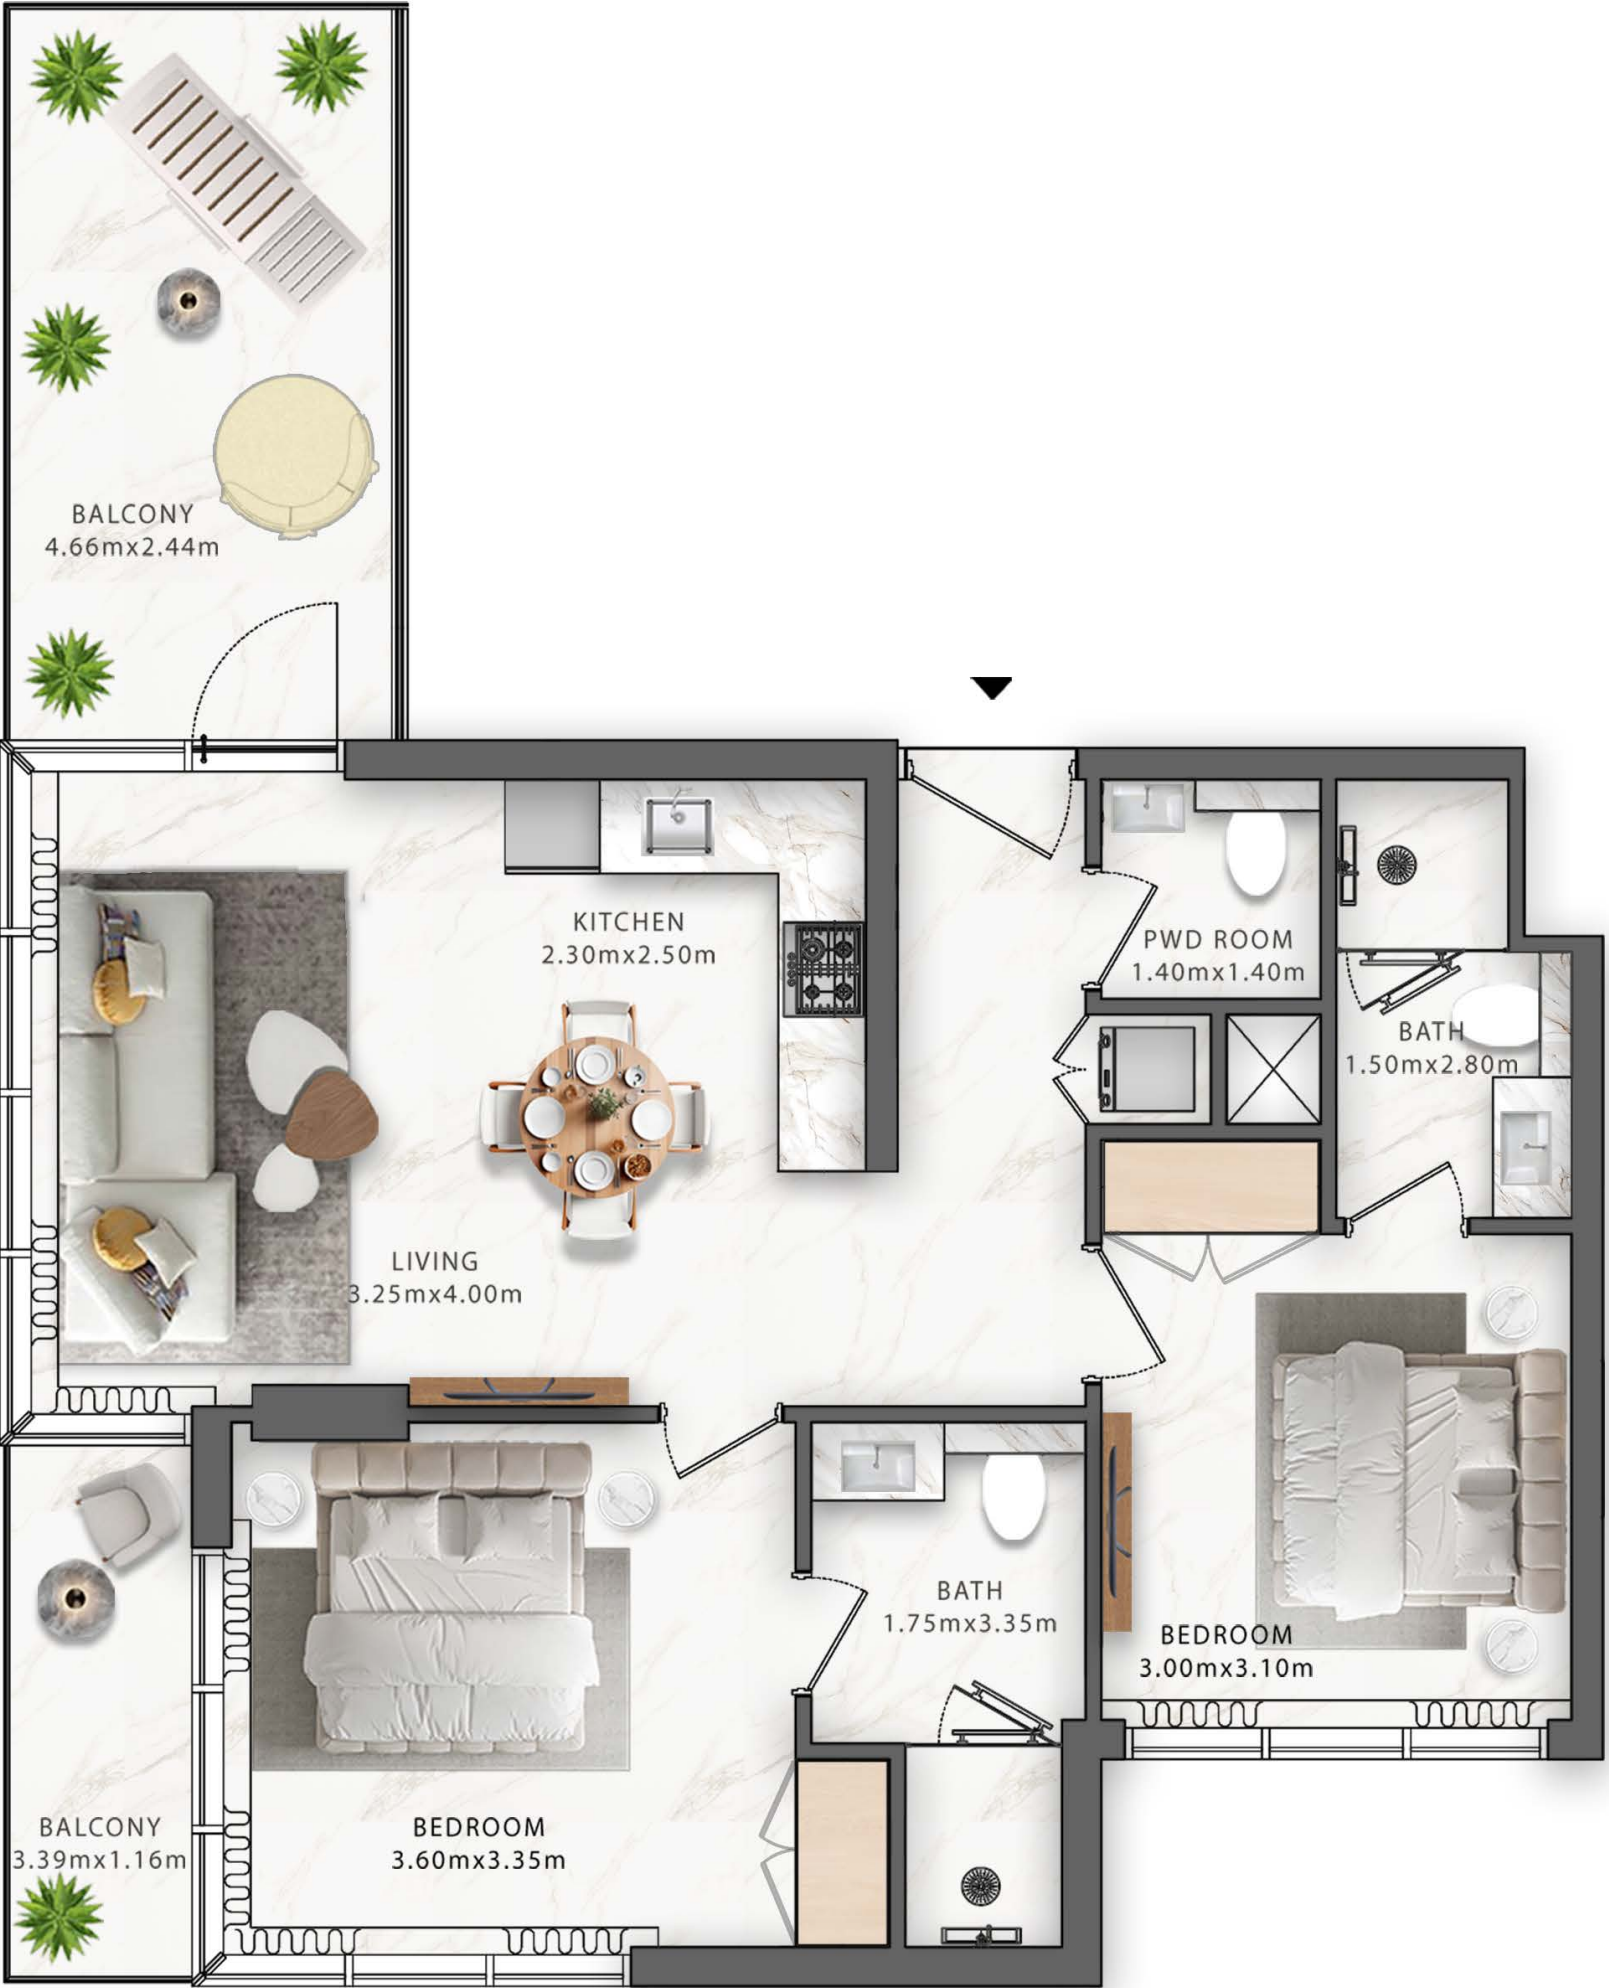 BALCONY
4.66mx2.44m
KITCHEN
2.30mx2.50m
PWD ROOM
1.40mx1.40m
BATH
1.50mx2.80m
LIVING
3.25mx4.00m
BATH
1.75mx3.35m
BEDROOM
3.00mx3.10m
BALCONY
3.39mx1.16m
BEDROOM
3.60mx3.35m